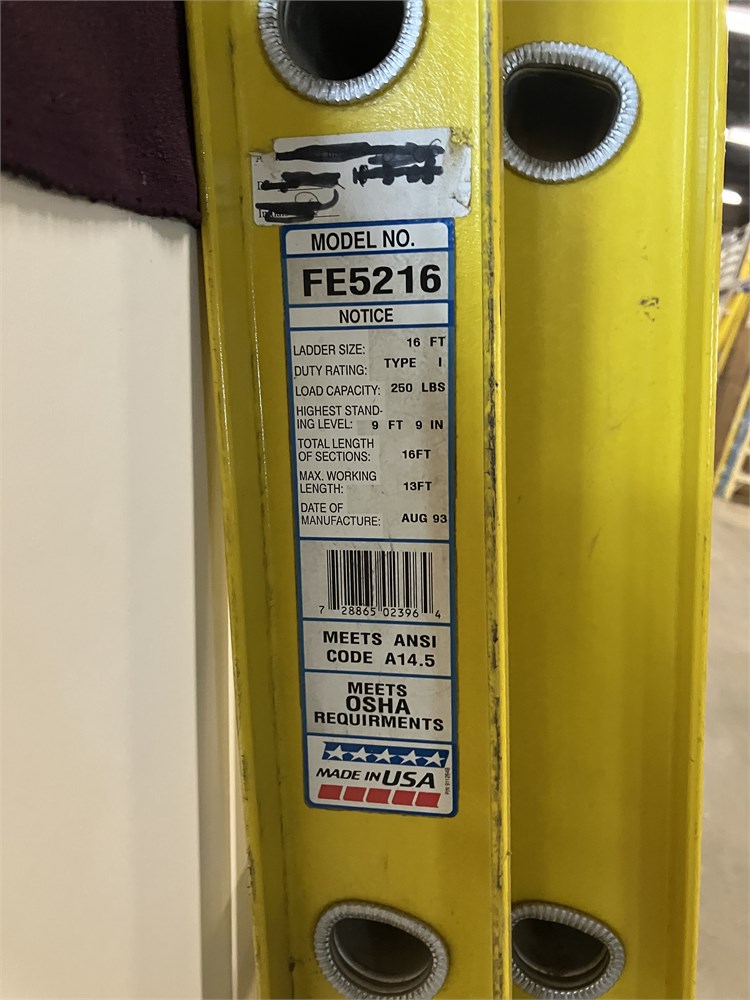 MODEL NO.
FE5216
NOTICE
LADDER SIZE: 16 FT
DUTY RATING: TYPE I
LOAD CAPACITY: 250 LBS
HIGHEST STAND-
ING LEVEL: 9 FT 9 IN
TOTAL LENGTH
OF SECTIONS: 16FT
MAX. WORKING
LENGTH: 13FT
DATE OF
MANUFACTURE: AUG 93
7 28865 02396 4
MEETS ANSI
CODE A14.5
MEETS
OSHA
REQUIRMENTS
MADE IN USA